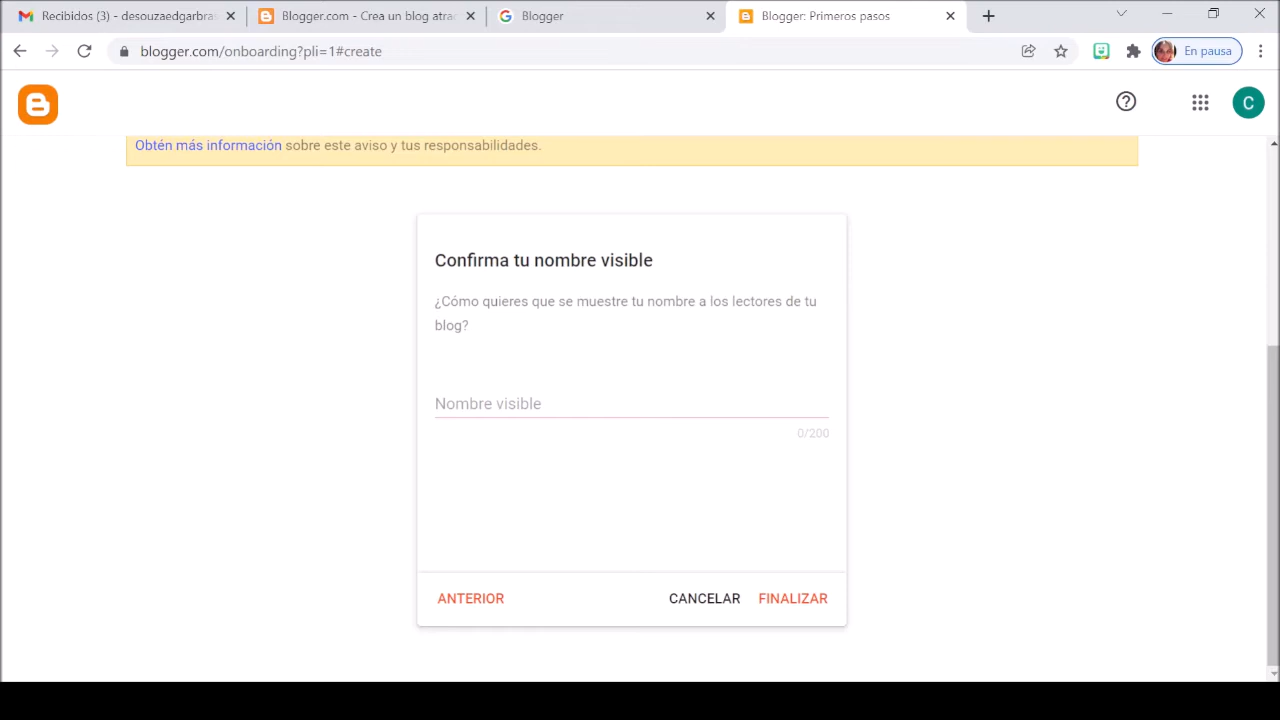 Recibidos (3) - desouzaedgarbras
Blogger.com - Crea un blog atrac
Blogger
Blogger: Primeros pasos
blogger.com/onboarding?pli=1#create
En pausa
C
Obtén más información sobre este aviso y tus responsabilidades.
Confirma tu nombre visible
¿Cómo quieres que se muestre tu nombre a los lectores de tu
blog?
Nombre visible
0/200
ANTERIOR CANCELAR FINALIZAR